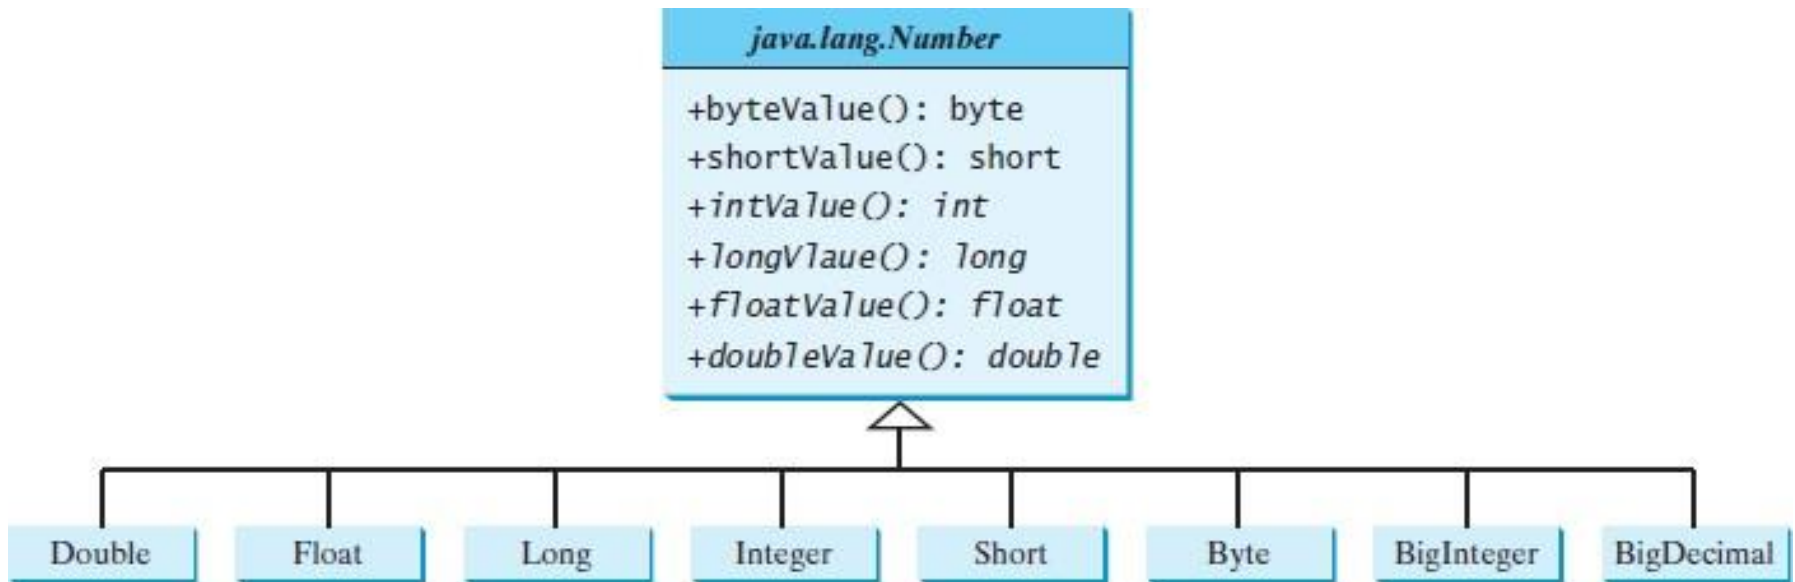 java.lang.Number
+byteValue(): byte
+shortValue(): short
+intValue(): int
+longVlaue(): long
+floatValue(): float
+doubleValue(): double
Double Float Long Integer Short Byte BigInteger BigDecimal